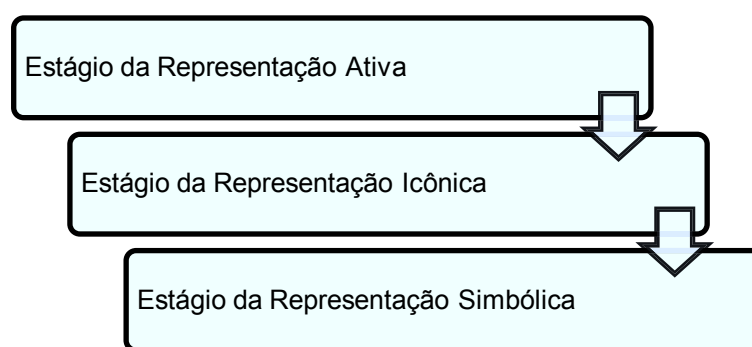 Estágio da Representação Ativa
Estágio da Representação Icônica
Estágio da Representação Simbólica